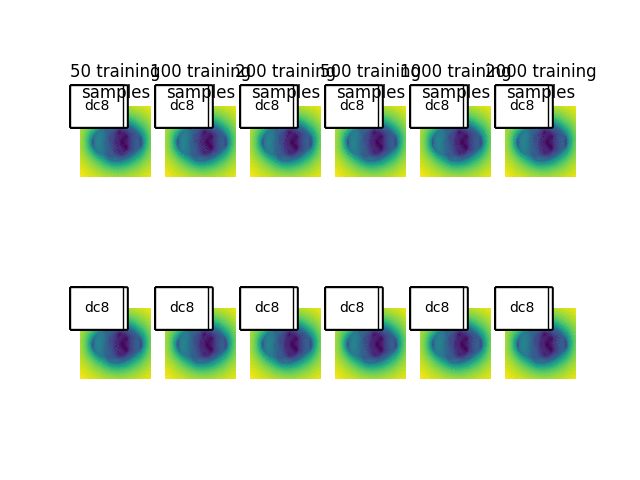 50 training 100 training 200 training 500 training 1000 training 2000 training
samples samples samples samples samples samples
dc8 dc8 dc8 dc8 dc8 dc8
dc8 dc8 dc8 dc8 dc8 dc8